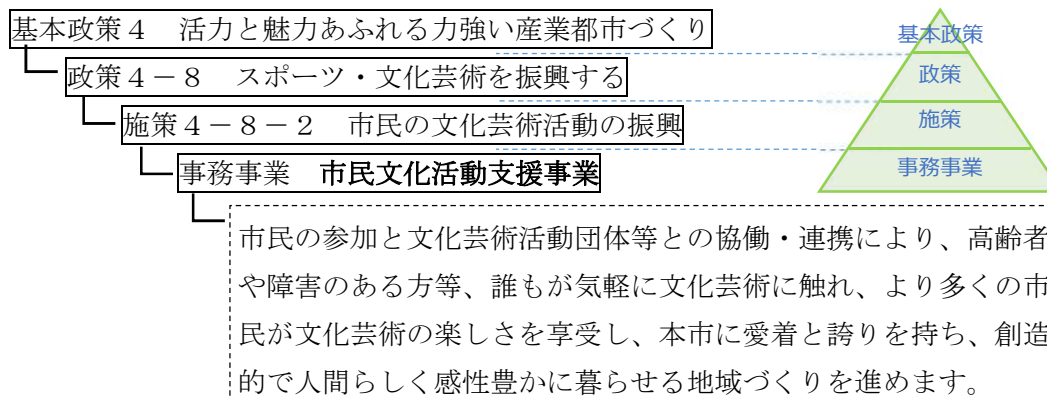 基本政策４　活力と魅力あふれる力強い産業都市づくり
政策４－８　スポーツ・文化芸術を振興する
施策４－８－２　市民の文化芸術活動の振興
事務事業　市民文化活動支援事業
市民の参加と文化芸術活動団体等との協働・連携により、高齢者
や障害のある方等、誰もが気軽に文化芸術に触れ、より多くの市
民が文化芸術の楽しさを享受し、本市に愛着と誇りを持ち、創造
的で人間らしく感性豊かに暮らせる地域づくりを進めます。
基本政策
政策
施策
事務事業